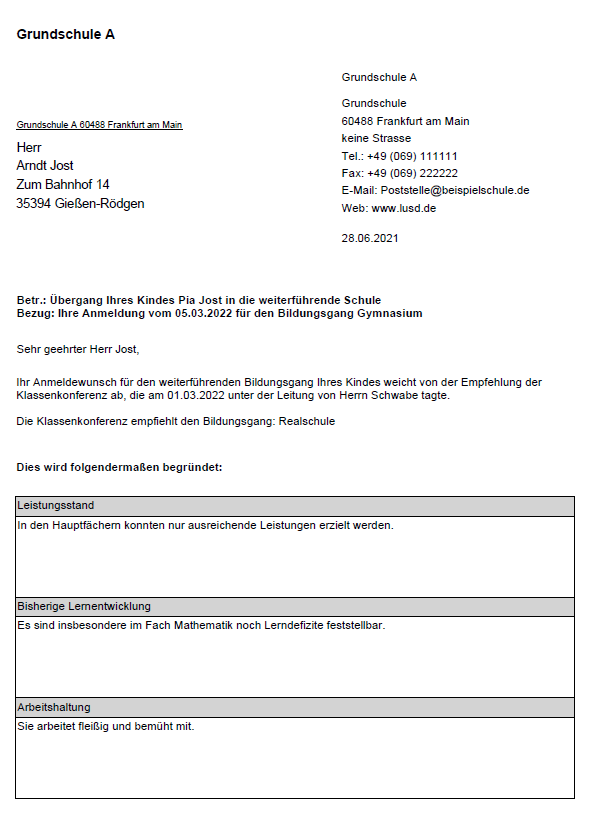 Grundschule A
Grundschule A
Grundschule
60488 Frankfurt am Main
keine Strasse
Tel.: +49 (069) 111111
Fax: +49 (069) 222222
E-Mail: Poststelle@beispielschule.de
Web: www.lusd.de
28.06.2021
Grundschule A 60488 Frankfurt am Main
Herr
Arndt Jost
Zum Bahnhof 14
35394 Gießen-Rödgen
Betr.: Übergang Ihres Kindes Pia Jost in die weiterführende Schule
Bezug: Ihre Anmeldung vom 05.03.2022 für den Bildungsgang Gymnasium
Sehr geehrter Herr Jost,
Ihr Anmeldewunsch für den weiterführenden Bildungsgang Ihres Kindes weicht von der Empfehlung der
Klassenkonferenz ab, die am 01.03.2022 unter der Leitung von Herrn Schwabe tagte.
Die Klassenkonferenz empfiehlt den Bildungsgang: Realschule
Dies wird folgendermaßen begründet:
Leistungsstand
In den Hauptfächern konnten nur ausreichende Leistungen erzielt werden.
Bisherige Lernentwicklung
Es sind insbesondere im Fach Mathematik noch Lerndefizite feststellbar.
Arbeitshaltung
Sie arbeitet fleißig und bemüht mit.